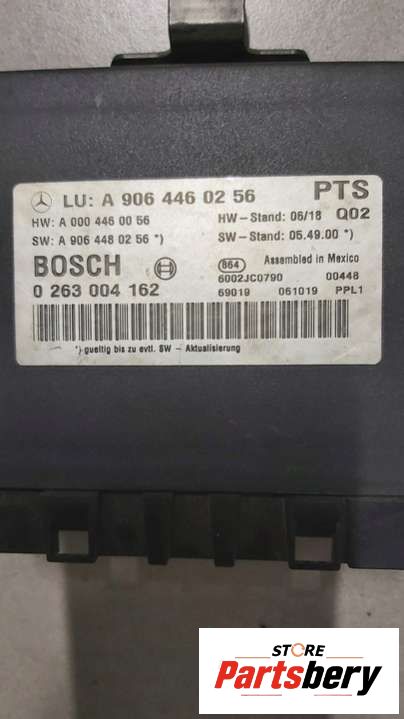 LU: A 906 446 02 56 PTS
HW: A 000 446 00 56 HW-Stand: 06/18 Q02
SW: A 906 448 02 56 *) SW-Stand: 05.49.00 *)
BOSCH 864 Assembled in Mexico
6002JC0790 00448
0 263 004 162 69019 061019 PPL1
*) gueltig bis zu evtl. SW - Aktualisierung
STORE
Partsbery